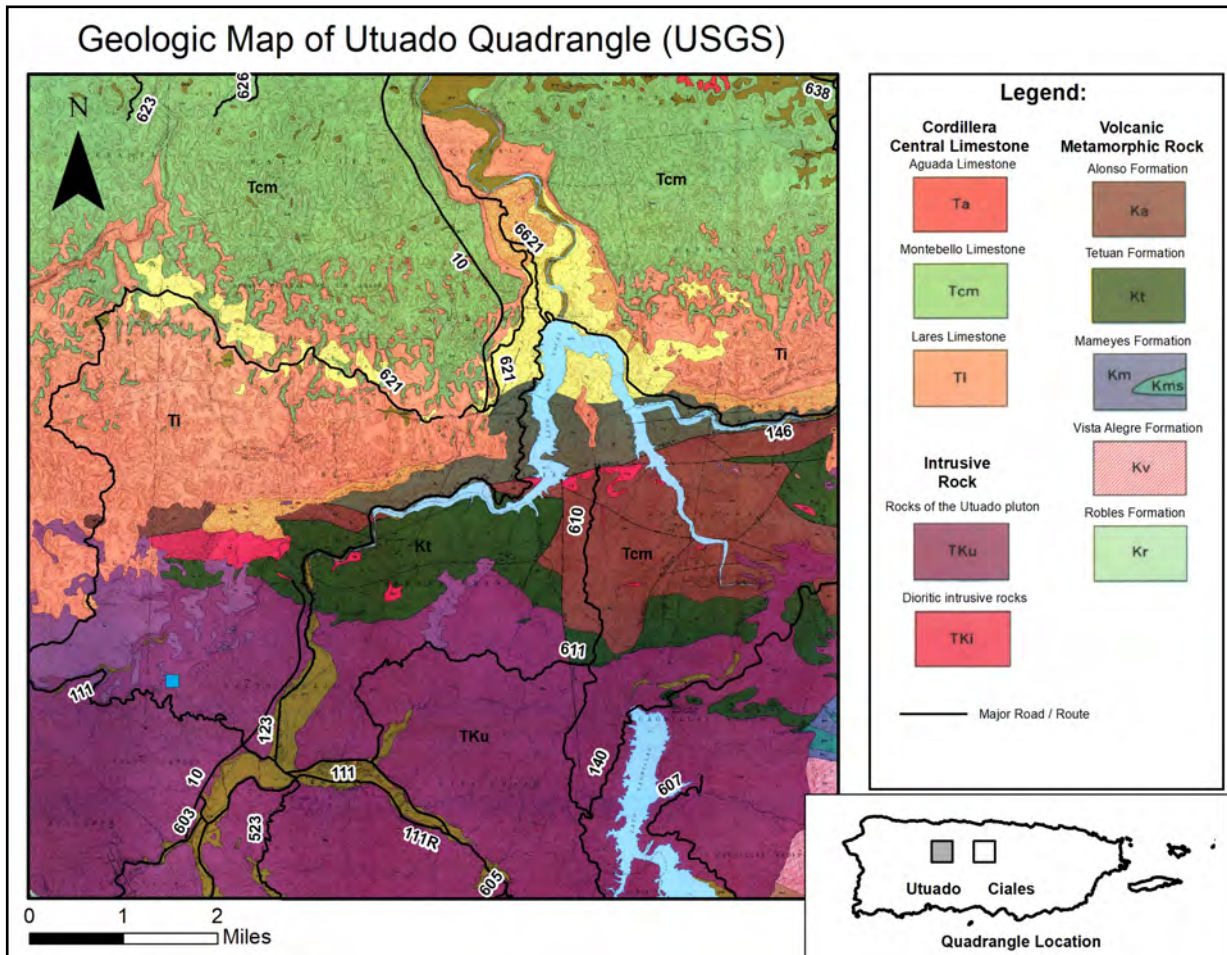 Geologic Map of Utuado Quadrangle (USGS)
N
623
626
638
Tcm
Tcm
6621
10
Ti
621
621
Ti
146
610
Kt
Tcm
611
111
123
TKu
10
111
140
607
603
523
111R
605
0 1 2
Miles
Legend:
Cordillera
Central Limestone
Aguada Limestone
Ta
Montebello Limestone
Tcm
Lares Limestone
Tl
Intrusive
Rock
Rocks of the Utuado pluton
TKu
Dioritic intrusive rocks
TKi
Volcanic
Metamorphic Rock
Alonso Formation
Ka
Tetuan Formation
Kt
Mameyes Formation
Km
Kms
Vista Alegre Formation
Kv
Robles Formation
Kr
Major Road / Route
Utuado Ciales
Quadrangle Location